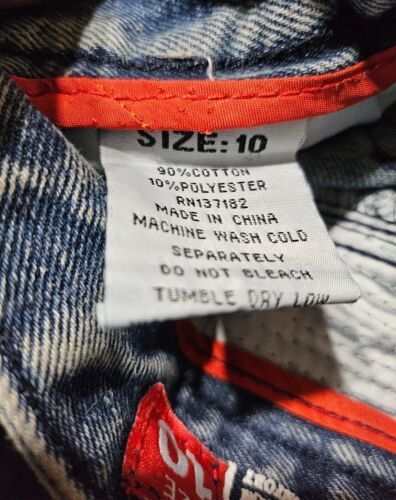 SIZE: 10
90%COTTON
10%POLYESTER
RN137182
MADE IN CHINA
MACHINE WASH COLD
SEPARATELY
DO NOT BLEACH
TUMBLE DRY LOW